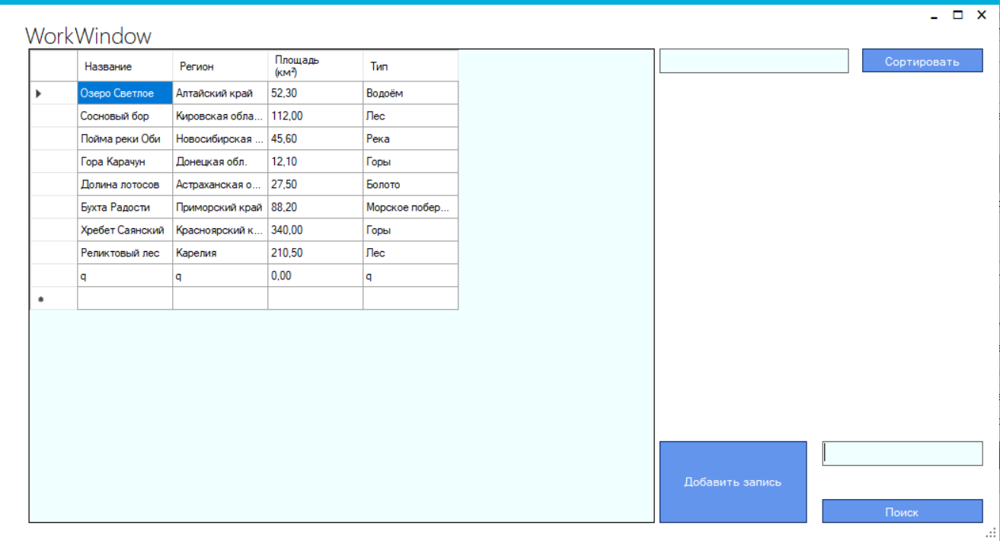 WorkWindow
Название Регион Площадь (км²) Тип
Озеро Светлое Алтайский край 52,30 Водоём
Сосновый бор Кировская обла... 112,00 Лес
Пойма реки Оби Новосибирская ... 45,60 Река
Гора Карачун Донецкая обл. 12,10 Горы
Долина лотосов Астраханская о... 27,50 Болото
Бухта Радости Приморский край 88,20 Морское побер...
Хребет Саянский Красноярский к... 340,00 Горы
Реликтовый лес Карелия 210,50 Лес
q q 0,00 q
Сортировать
Добавить запись
Поиск